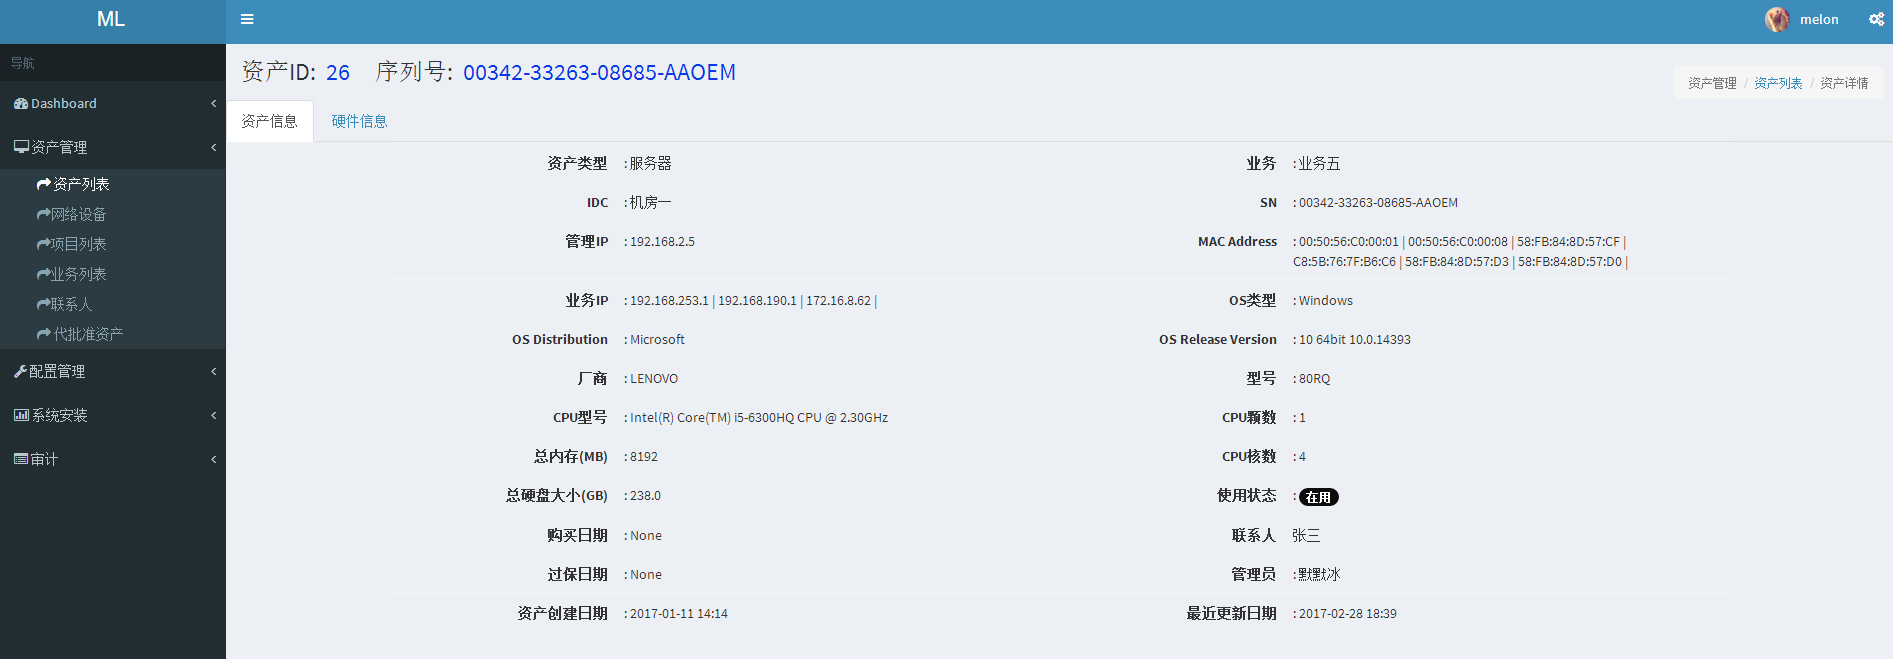 ML
melon
导航
Dashboard
资产管理
资产列表
网络设备
项目列表
业务列表
联系人
代批准资产
配置管理
系统安装
审计
资产ID: 26 序列号: 00342-33263-08685-AAOEM
资产管理 / 资产列表 / 资产详情
资产信息 硬件信息
资产类型 : 服务器 业务 : 业务五
IDC : 机房一 SN : 00342-33263-08685-AAOEM
管理IP : 192.168.2.5 MAC Address : 00:50:56:C0:00:01 | 00:50:56:C0:00:08 | 58:FB:84:8D:57:CF |
C8:5B:76:7F:B6:C6 | 58:FB:84:8D:57:D3 | 58:FB:84:8D:57:D0 |
业务IP : 192.168.253.1 | 192.168.190.1 | 172.16.8.62 | OS类型 : Windows
OS Distribution : Microsoft OS Release Version : 10 64bit 10.0.14393
厂商 : LENOVO 型号 : 80RQ
CPU型号 : Intel(R) Core(TM) i5-6300HQ CPU @ 2.30GHz CPU颗数 : 1
总内存(MB) : 8192 CPU核数 : 4
总硬盘大小(GB) : 238.0 使用状态 : 在用
购买日期 : None 联系人 张三
过保日期 : None 管理员 : 默默冰
资产创建日期 : 2017-01-11 14:14 最近更新日期 : 2017-02-28 18:39